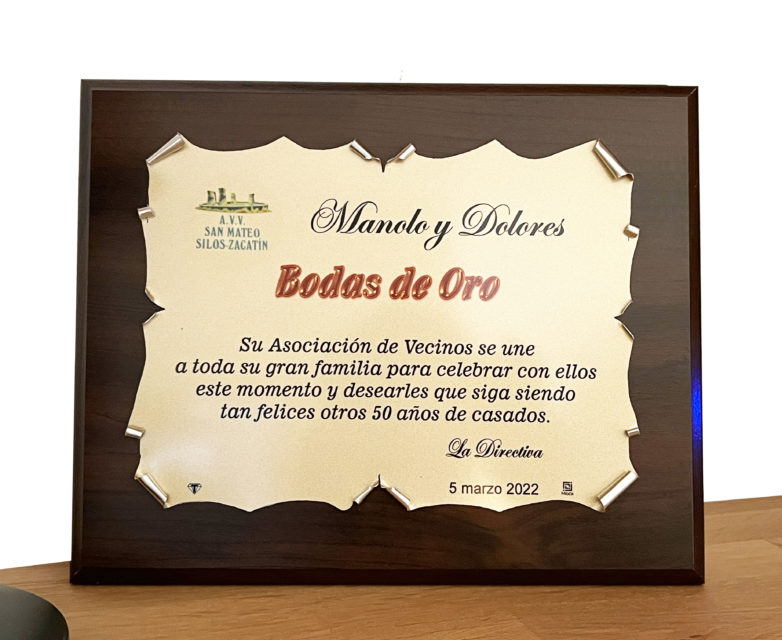 A.V.V.
SAN MATEO
SILOS-ZACATÍN
Manolo y Dolores
Bodas de Oro
Su Asociación de Vecinos se une
a toda su gran familia para celebrar con ellos
este momento y desearles que siga siendo
tan felices otros 50 años de casados.
La Directiva
5 marzo 2022